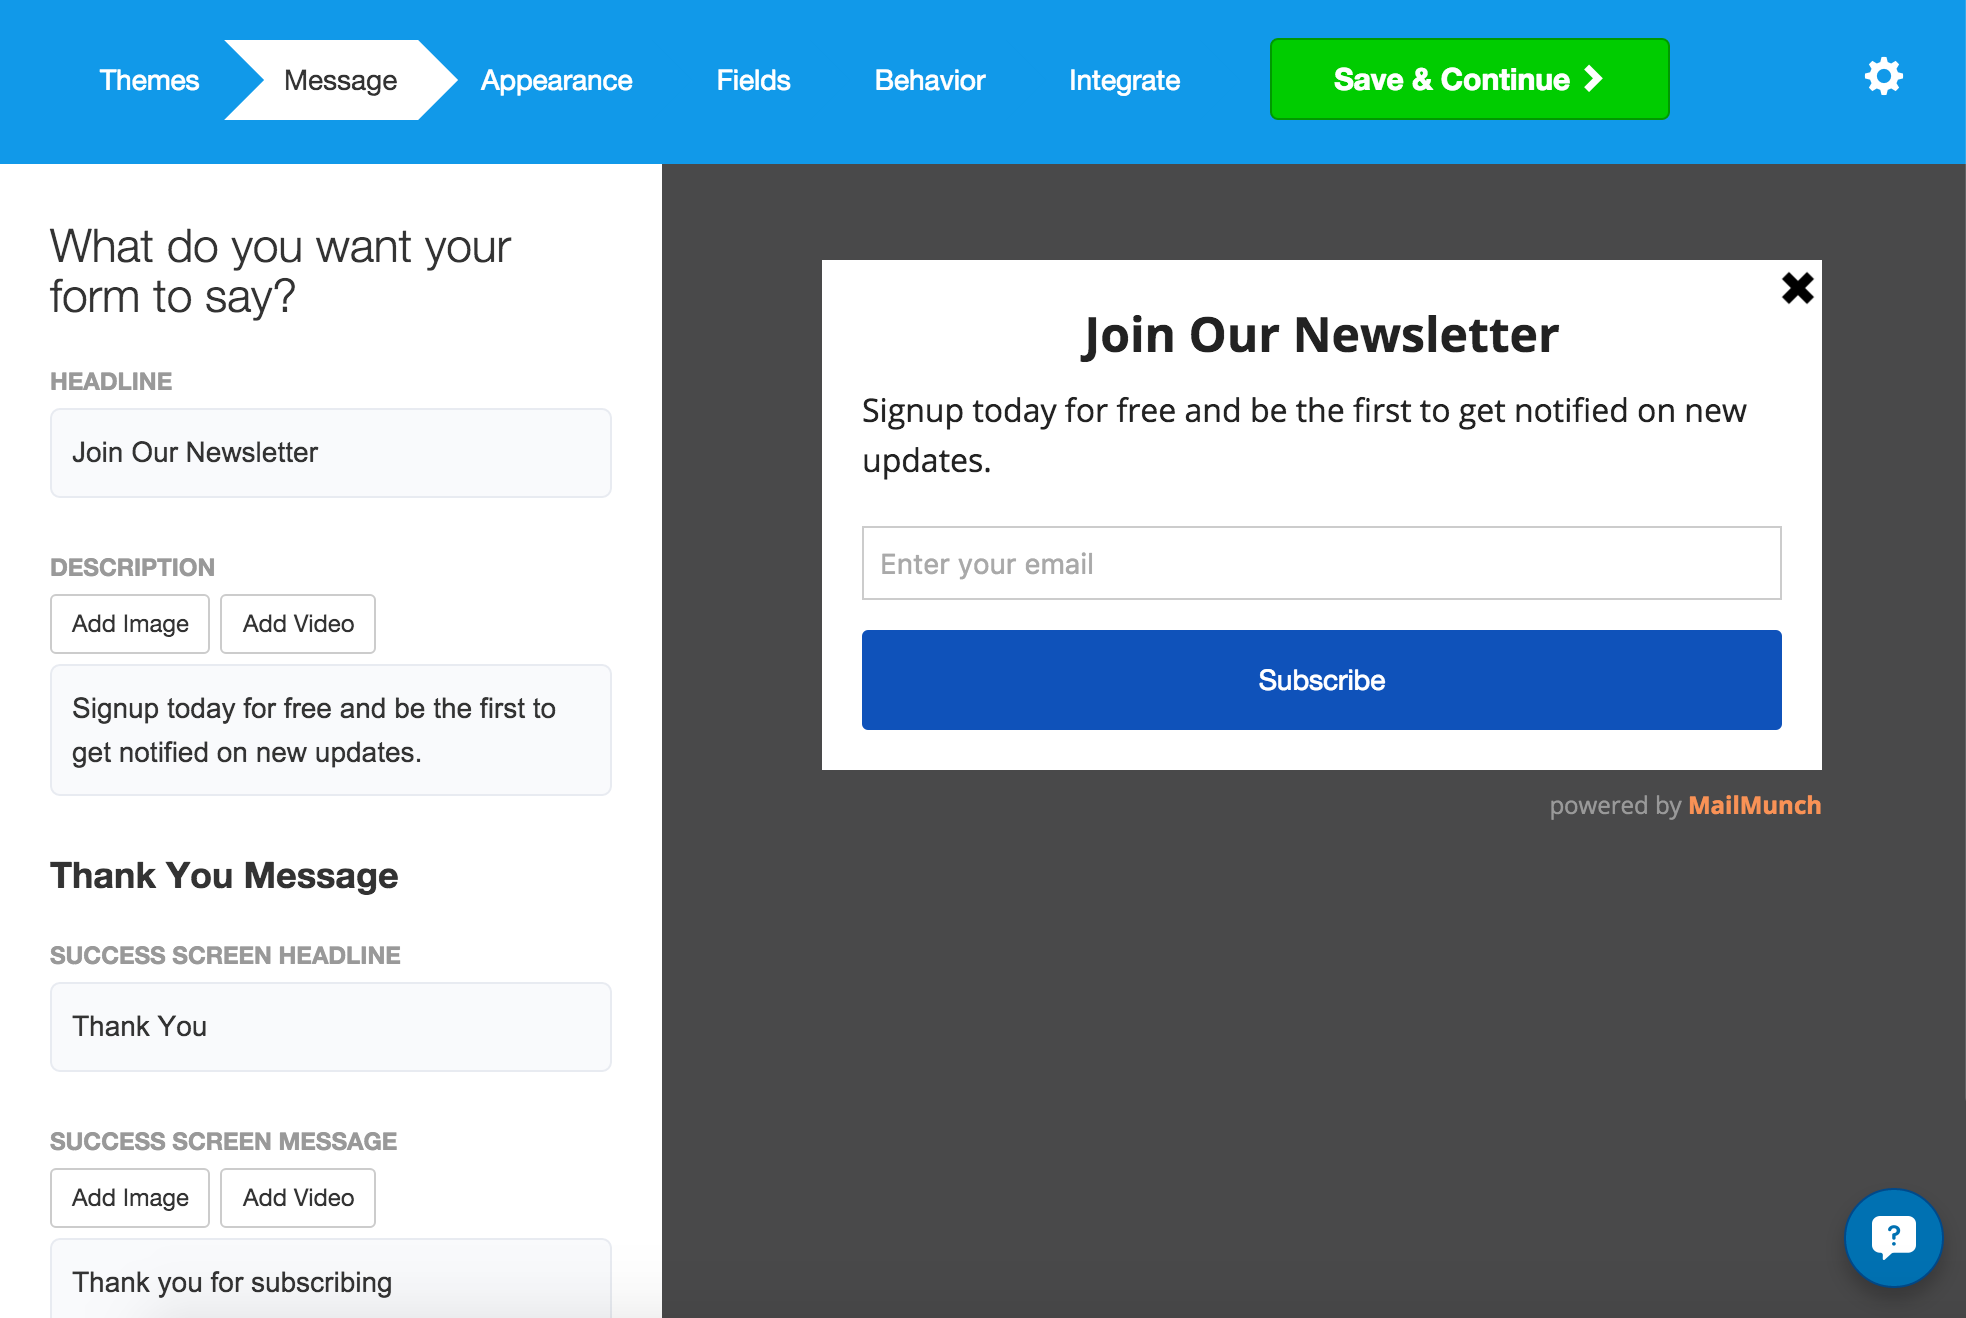 Themes
Message
Appearance
Fields
Behavior
Integrate
Save & Continue
What do you want your
form to say?
HEADLINE
Join Our Newsletter
DESCRIPTION
Add Image
Add Video
Signup today for free and be the first to
get notified on new updates.
Thank You Message
SUCCESS SCREEN HEADLINE
Thank You
SUCCESS SCREEN MESSAGE
Add Image
Add Video
Thank you for subscribing
Join Our Newsletter
Signup today for free and be the first to get notified on new
updates.
Enter your email
Subscribe
powered by MailMunch
?